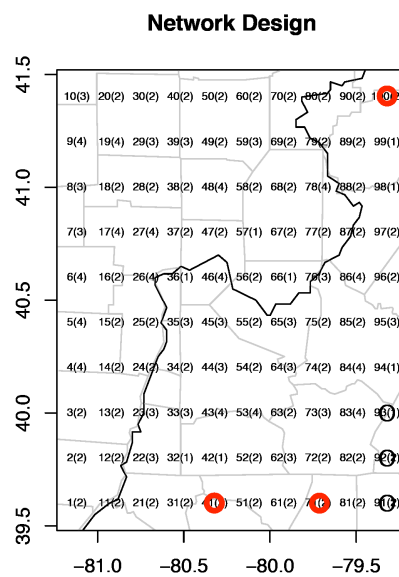 Network Design
41.5
10(3) 20(2) 30(2) 40(2) 50(2) 60(2) 70(2) 80(2) 90(2)
9(4) 19(4) 29(3) 39(3) 49(2) 59(3) 69(2) 79(2) 89(2) 99(1)
41.0
8(3) 18(2) 28(2) 38(2) 48(4) 58(2) 68(2) 78(4) 88(2) 98(1)
7(3) 17(4) 27(4) 37(2) 47(2) 57(1) 67(2) 77(2) 87(2) 97(2)
6(4) 16(2) 26(4) 36(1) 46(4) 56(2) 66(1) 76(3) 86(4) 96(2)
40.5
5(4) 15(2) 25(2) 35(3) 45(3) 55(2) 65(3) 75(2) 85(2) 95(3)
4(4) 14(2) 24(2) 34(2) 44(3) 54(2) 64(3) 74(2) 84(4) 94(1)
40.0
3(2) 13(2) 23(3) 33(3) 43(4) 53(4) 63(2) 73(3) 83(4) 93(1)
2(2) 12(2) 22(3) 32(1) 42(1) 52(2) 62(3) 72(2) 82(2)
1(2) 11(2) 21(2) 31(2) 51(2) 61(2) 81(2)
39.5
−81.0 −80.5 −80.0 −79.5